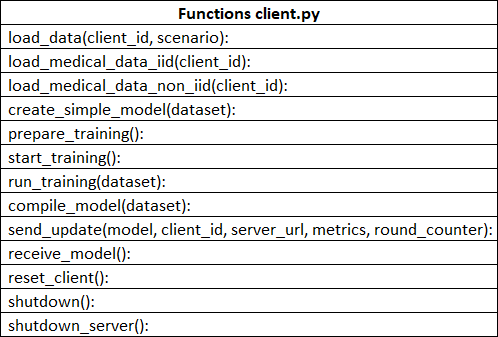 Functions client.py
load_data(client_id, scenario):
load_medical_data_iid(client_id):
load_medical_data_non_iid(client_id):
create_simple_model(dataset):
prepare_training():
start_training():
run_training(dataset):
compile_model(dataset):
send_update(model, client_id, server_url, metrics, round_counter):
receive_model():
reset_client():
shutdown():
shutdown_server():